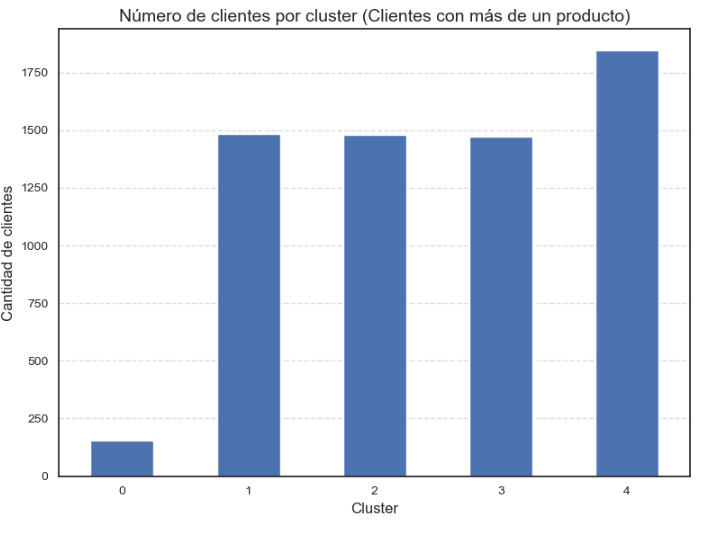 Número de clientes por cluster (Clientes con más de un producto)
1750
1500
1250
1000
750
500
250
0
Cantidad de clientes
0 1 2 3 4
Cluster